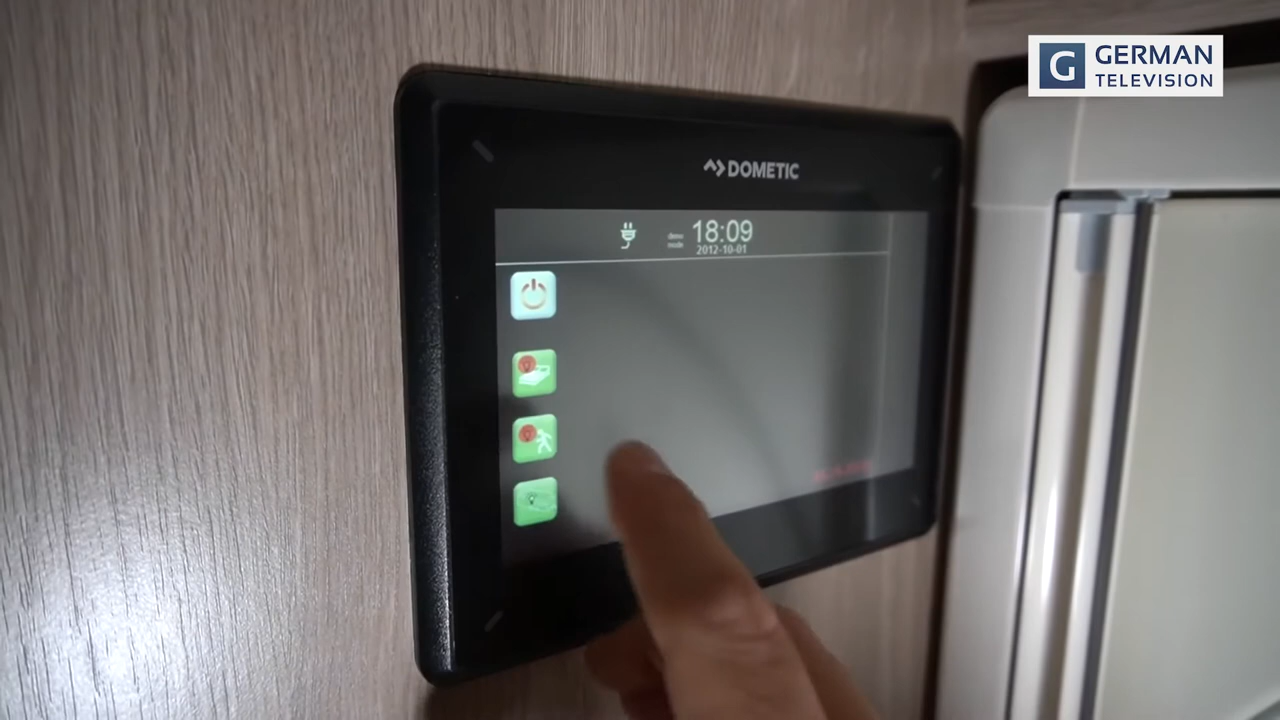 GERMAN
TELEVISION
DOMETIC
demo
mode
18:09
2012-10-01